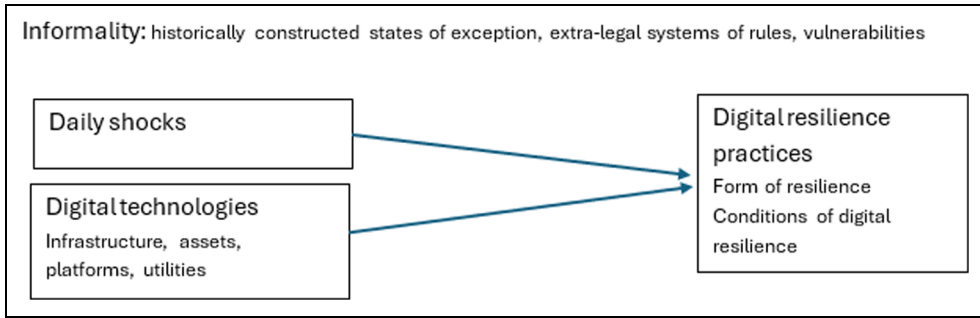 Informality: historically constructed states of exception, extra-legal systems of rules, vulnerabilities
Daily shocks
Digital technologies
Infrastructure, assets,
platforms, utilities
Digital resilience
practices
Form of resilience
Conditions of digital
resilience